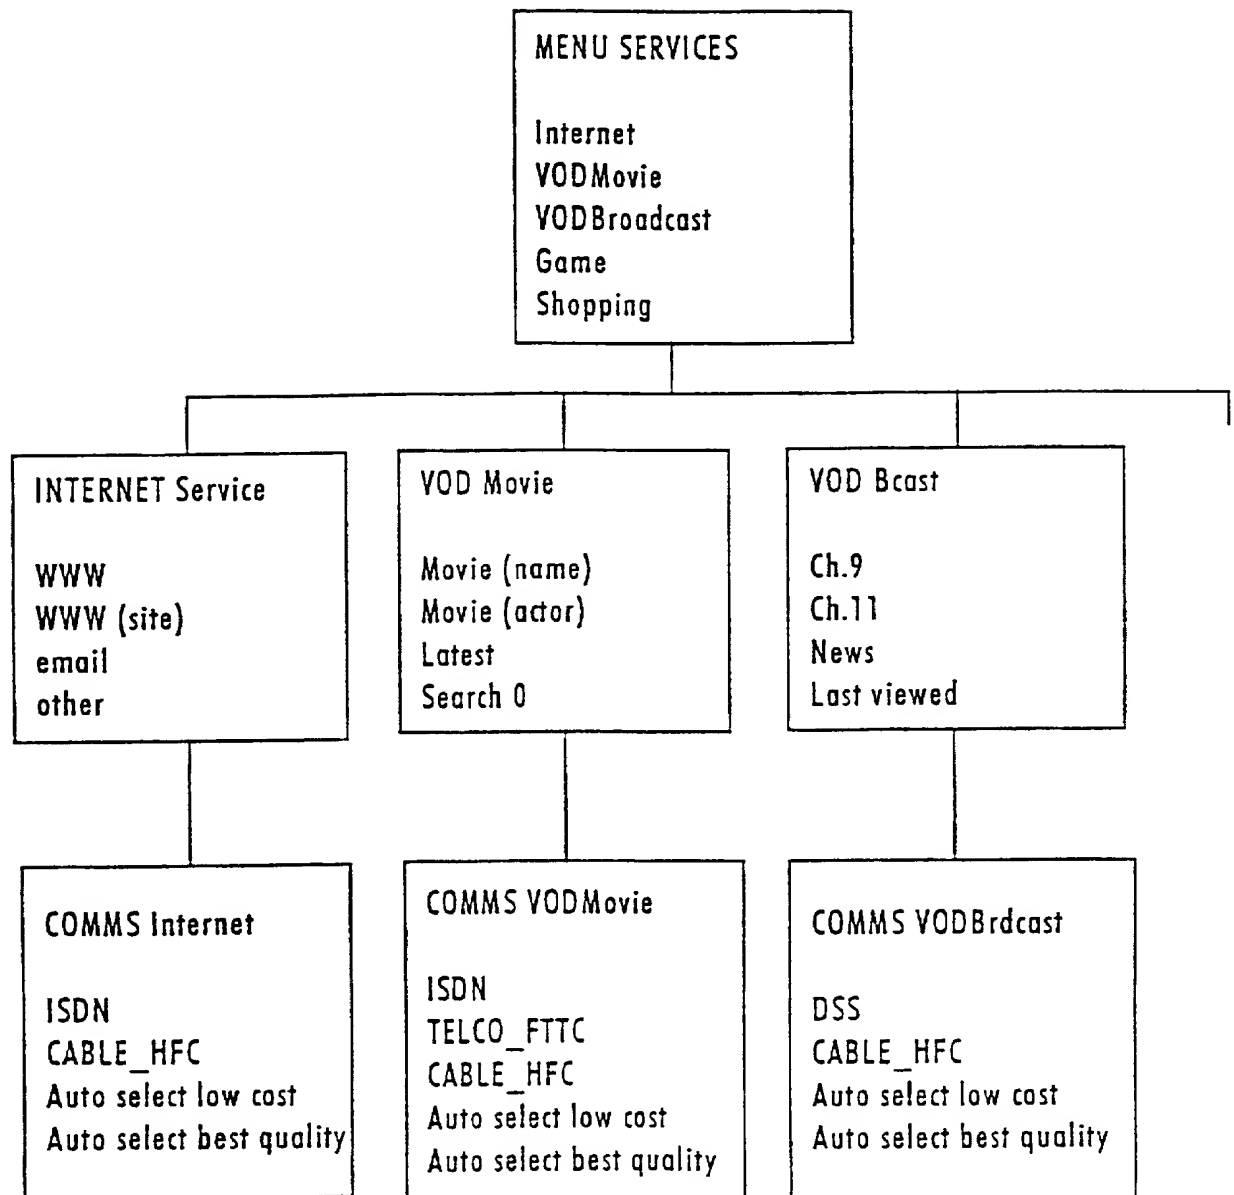 MENU SERVICES
Internet
VODMovie
VODBroadcast
Game
Shopping
INTERNET Service
WWW
WWW (site)
email
other
VOD Movie
Movie (name)
Movie (actor)
Latest
Search 0
VOD Bcast
Ch.9
Ch.11
News
Last viewed
COMMS Internet
ISDN
CABLE_HFC
Auto select low cost
Auto select best quality
COMMS VODMovie
ISDN
TELCO_FTTC
CABLE_HFC
Auto select low cost
Auto select best quality
COMMS VODBrdcast
DSS
CABLE_HFC
Auto select low cost
Auto select best quality